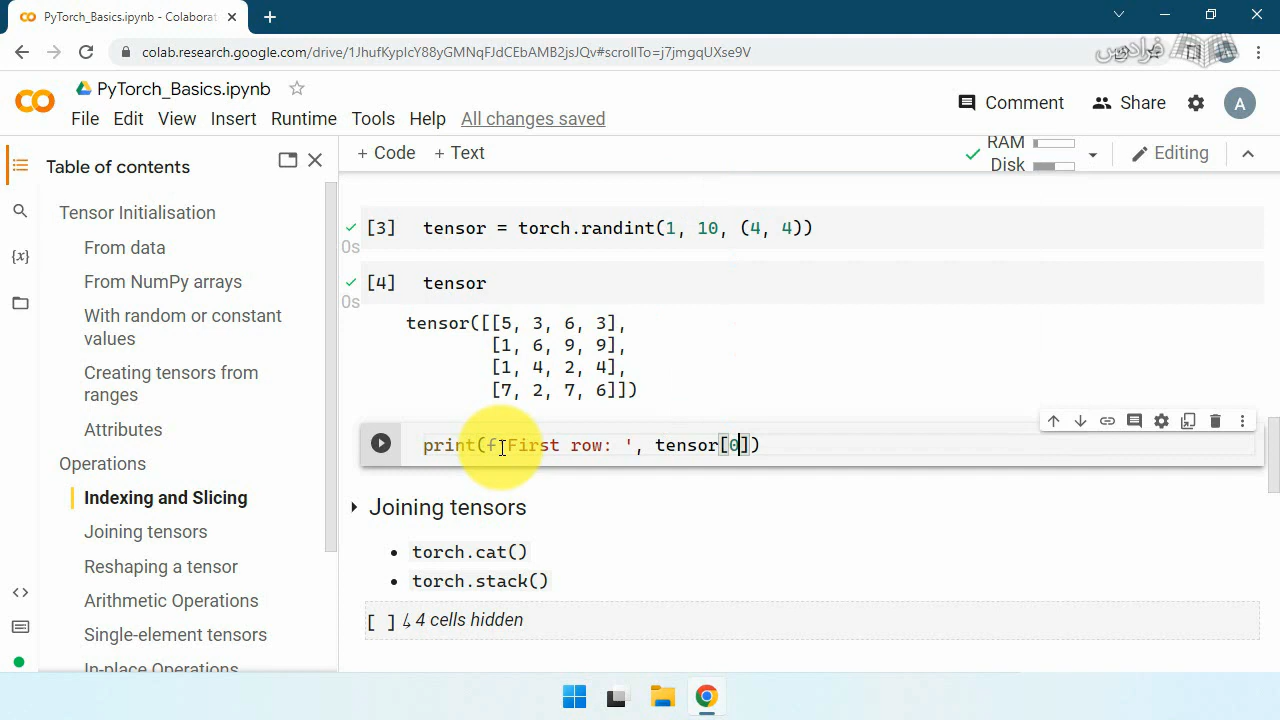 PyTorch_Basics.ipynb - Colaborat
colab.research.google.com/drive/1JhufKyplcY88yGMNqFJdCEbAMB2jsJQv#scrollTo=j7jmgqUXse9V
فرادرس
PyTorch_Basics.ipynb
Comment
Share
A
File Edit View Insert Runtime Tools Help All changes saved
+ Code + Text
RAM
Disk
Editing
Table of contents
Tensor Initialisation
From data
From NumPy arrays
With random or constant
values
Creating tensors from
ranges
Attributes
Operations
Indexing and Slicing
Joining tensors
Reshaping a tensor
Arithmetic Operations
Single-element tensors
In-place Operations
{x}
[3] tensor = torch.randint(1, 10, (4, 4))
0s
[4] tensor
0s
tensor([[5, 3, 6, 3],
[1, 6, 9, 9],
[1, 4, 2, 4],
[7, 2, 7, 6]])
print(f'First row: ', tensor[0])
Joining tensors
• torch.cat()
• torch.stack()
[ ] ↳ 4 cells hidden